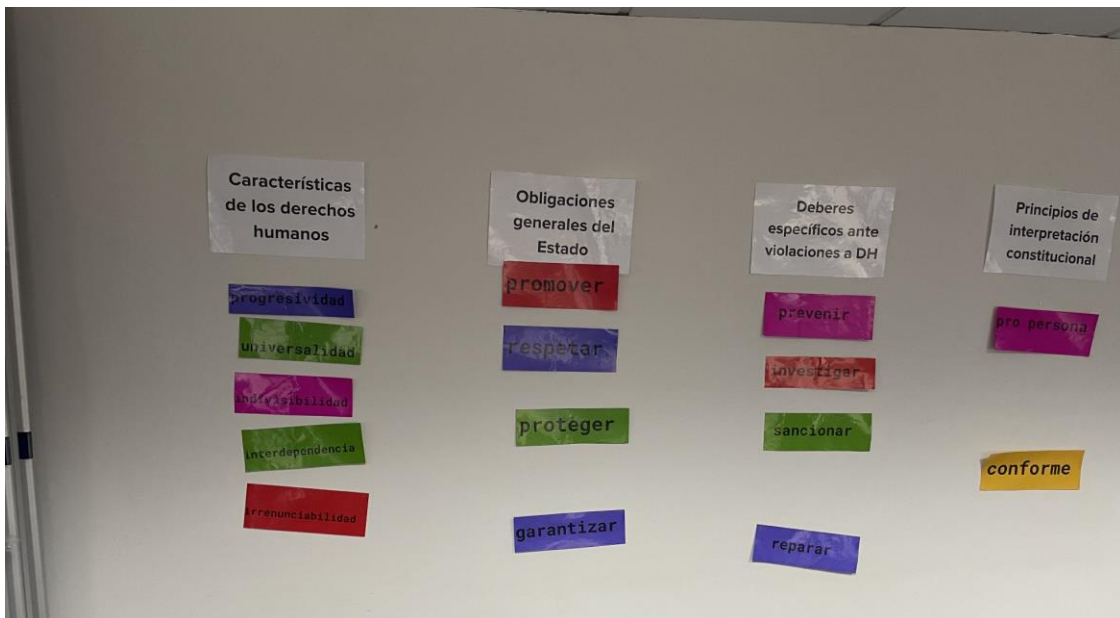 Características
de los derechos
humanos
progresividad
universalidad
indivisibilidad
interdependencia
irrenunciabilidad
Obligaciones
generales del
Estado
promover
respetar
proteger
garantizar
Deberes
específicos ante
violaciones a DH
prevenir
investigar
sancionar
reparar
Principios de
interpretación
constitucional
pro persona
conforme